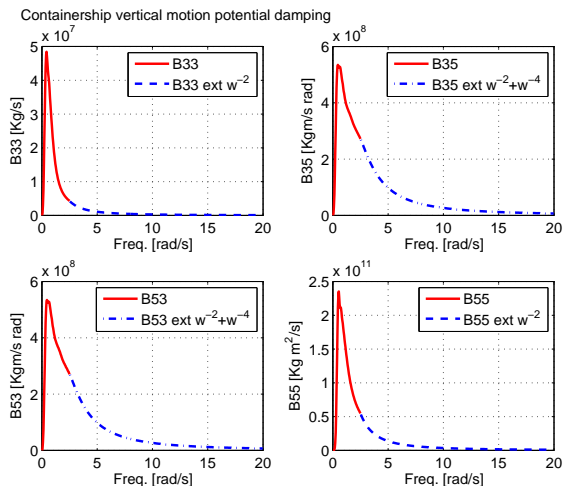 Containership vertical motion potential damping
x 10^7
5
4
3
2
1
0
0 5 10 15 20
B33 [Kg/s]
Freq. [rad/s]
B33
B33 ext w^−2
x 10^8
6
4
2
0
0 5 10 15 20
B35 [Kgm/s rad]
Freq. [rad/s]
B35
B35 ext w^−2+w^−4
x 10^8
6
4
2
0
0 5 10 15 20
B53 [Kgm/s rad]
Freq. [rad/s]
B53
B53 ext w^−2+w^−4
x 10^11
2.5
2
1.5
1
0.5
0
0 5 10 15 20
B55 [Kg m^2/s]
Freq. [rad/s]
B55
B55 ext w^−2